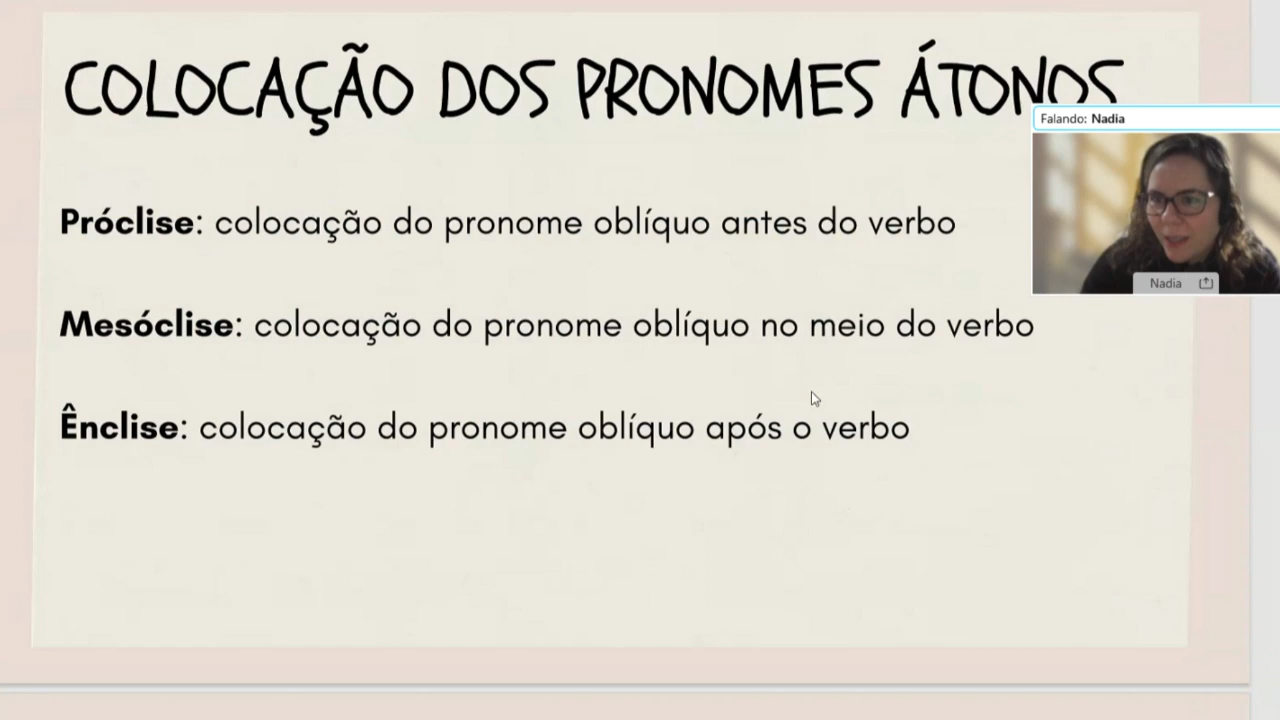 COLOCAÇÃO DOS PRONOMES ÁTONOS
Falando: Nadia
Nadia
Próclise: colocação do pronome oblíquo antes do verbo
Mesóclise: colocação do pronome oblíquo no meio do verbo
Ênclise: colocação do pronome oblíquo após o verbo